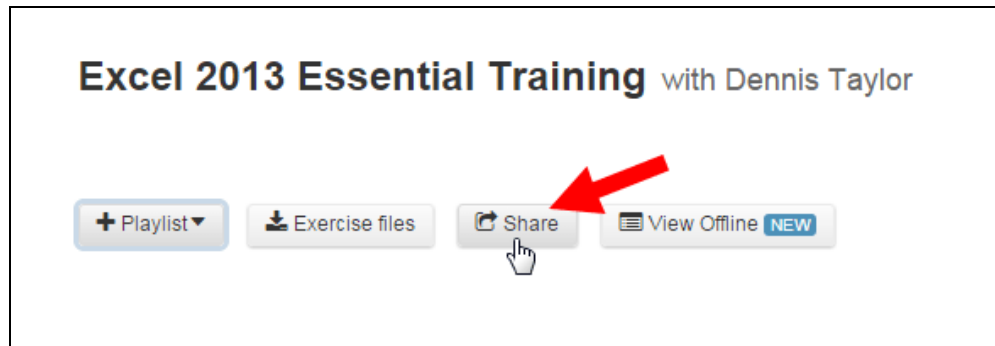 Excel 2013 Essential Training with Dennis Taylor
+ Playlist Exercise files Share View Offline NEW